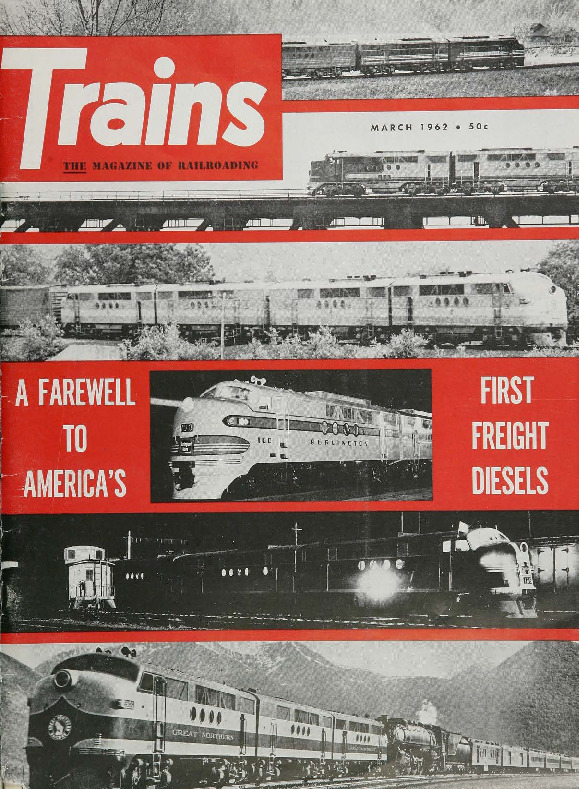 Trains
THE MAGAZINE OF RAILROADING
MARCH 1962 • 50c
A FAREWELL
TO
AMERICA'S
FIRST
FREIGHT
DIESELS
BURLINGTON
GREAT NORTHERN